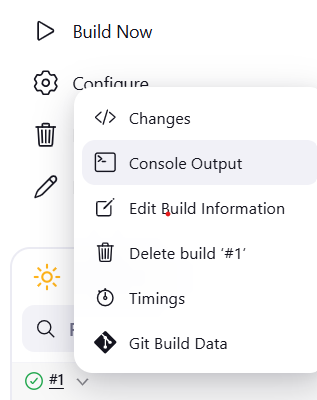 Build Now
Configure
Changes
Console Output
Edit Build Information
Delete build ‘#1’
Timings
Git Build Data
#1